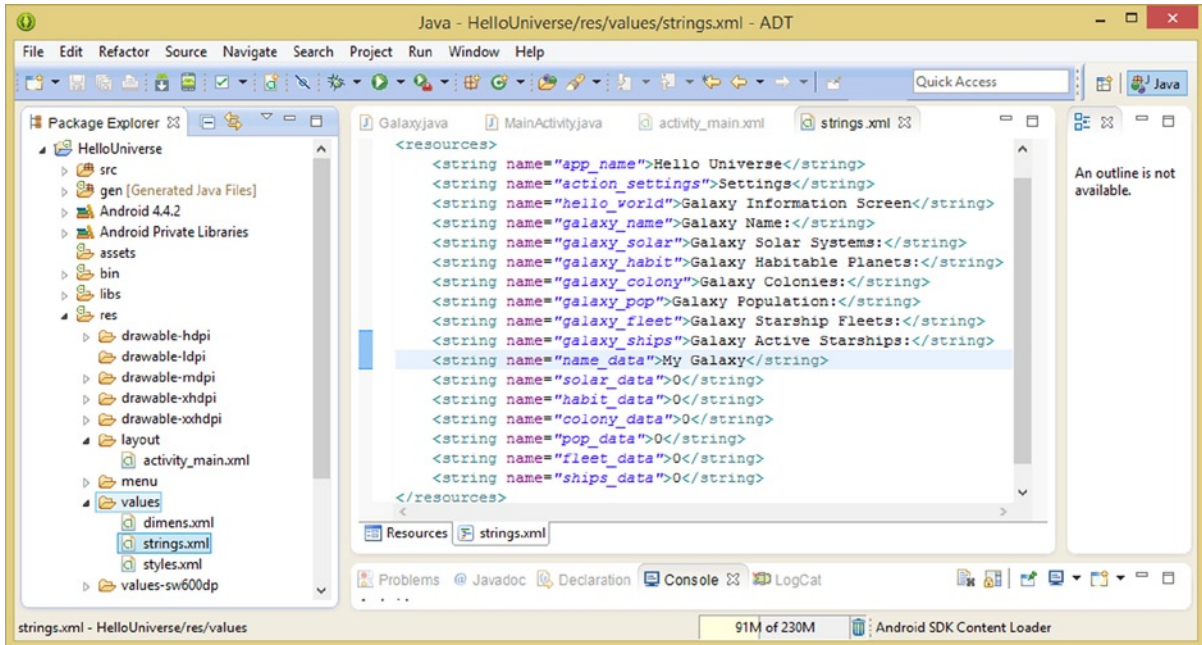 Java - HelloUniverse/res/values/strings.xml - ADT
File Edit Refactor Source Navigate Search Project Run Window Help
Quick Access
Java
Package Explorer
HelloUniverse
src
gen [Generated Java Files]
Android 4.4.2
Android Private Libraries
assets
bin
libs
res
drawable-hdpi
drawable-ldpi
drawable-mdpi
drawable-xhdpi
drawable-xxhdpi
layout
activity_main.xml
menu
values
dimens.xml
strings.xml
styles.xml
values-sw600dp
Galaxy.java MainActivity.java activity_main.xml strings.xml
<resources>
<string name="app_name">Hello Universe</string>
<string name="action_settings">Settings</string>
<string name="hello_world">Galaxy Information Screen</string>
<string name="galaxy_name">Galaxy Name:</string>
<string name="galaxy_solar">Galaxy Solar Systems:</string>
<string name="galaxy_habit">Galaxy Habitable Planets:</string>
<string name="galaxy_colony">Galaxy Colonies:</string>
<string name="galaxy_pop">Galaxy Population:</string>
<string name="galaxy_fleet">Galaxy Starship Fleets:</string>
<string name="galaxy_ships">Galaxy Active Starships:</string>
<string name="name_data">My Galaxy</string>
<string name="solar_data">0</string>
<string name="habit_data">0</string>
<string name="colony_data">0</string>
<string name="pop_data">0</string>
<string name="fleet_data">0</string>
<string name="ships_data">0</string>
</resources>
Resources strings.xml
An outline is not
available.
Problems @ Javadoc Declaration Console LogCat
strings.xml - HelloUniverse/res/values
91M of 230M
Android SDK Content Loader